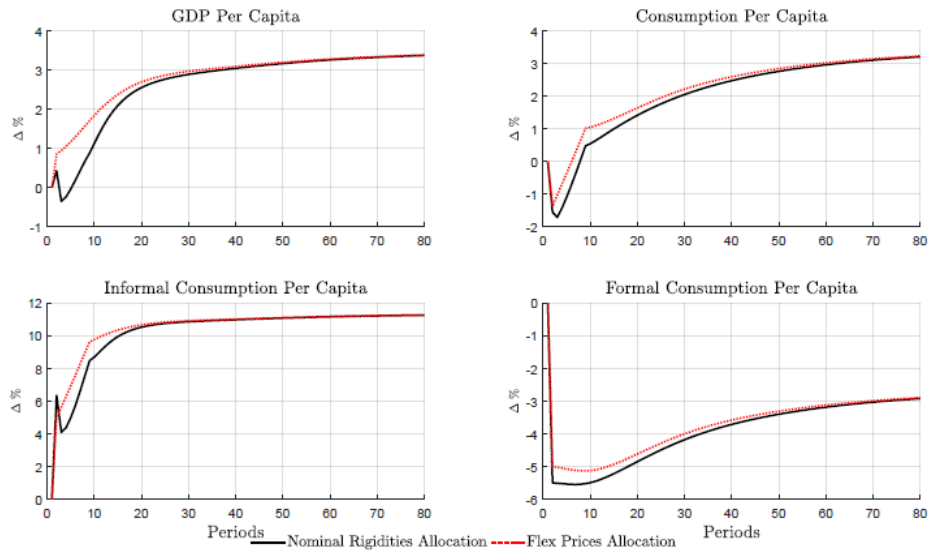 GDP Per Capita
Δ %
4
3
2
1
0
-1
0 10 20 30 40 50 60 70 80
Consumption Per Capita
Δ %
4
3
2
1
0
-1
-2
0 10 20 30 40 50 60 70 80
Informal Consumption Per Capita
Δ %
12
10
8
6
4
2
0
0 10 20 30 40 50 60 70 80
Periods
Formal Consumption Per Capita
Δ %
0
-1
-2
-3
-4
-5
-6
0 10 20 30 40 50 60 70 80
Periods
Nominal Rigidities Allocation Flex Prices Allocation